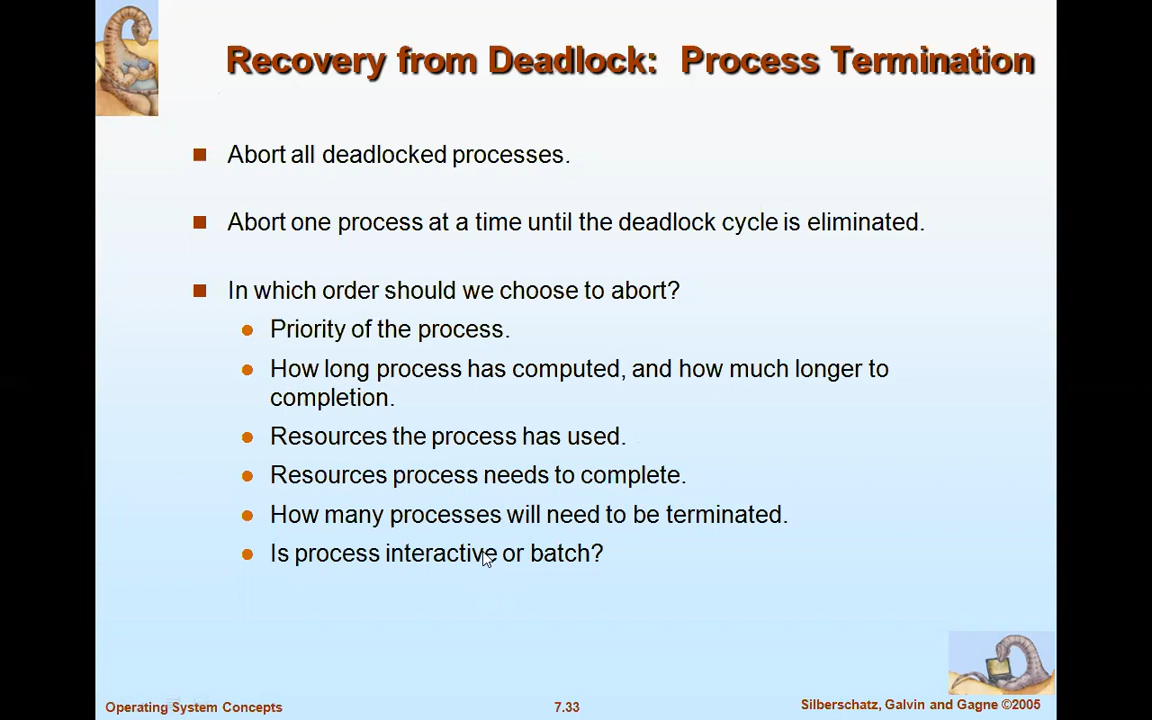 Recovery from Deadlock: Process Termination
Abort all deadlocked processes.
Abort one process at a time until the deadlock cycle is eliminated.
In which order should we choose to abort?
Priority of the process.
How long process has computed, and how much longer to
completion.
Resources the process has used.
Resources process needs to complete.
How many processes will need to be terminated.
Is process interactive or batch?
Operating System Concepts
7.33
Silberschatz, Galvin and Gagne ©2005